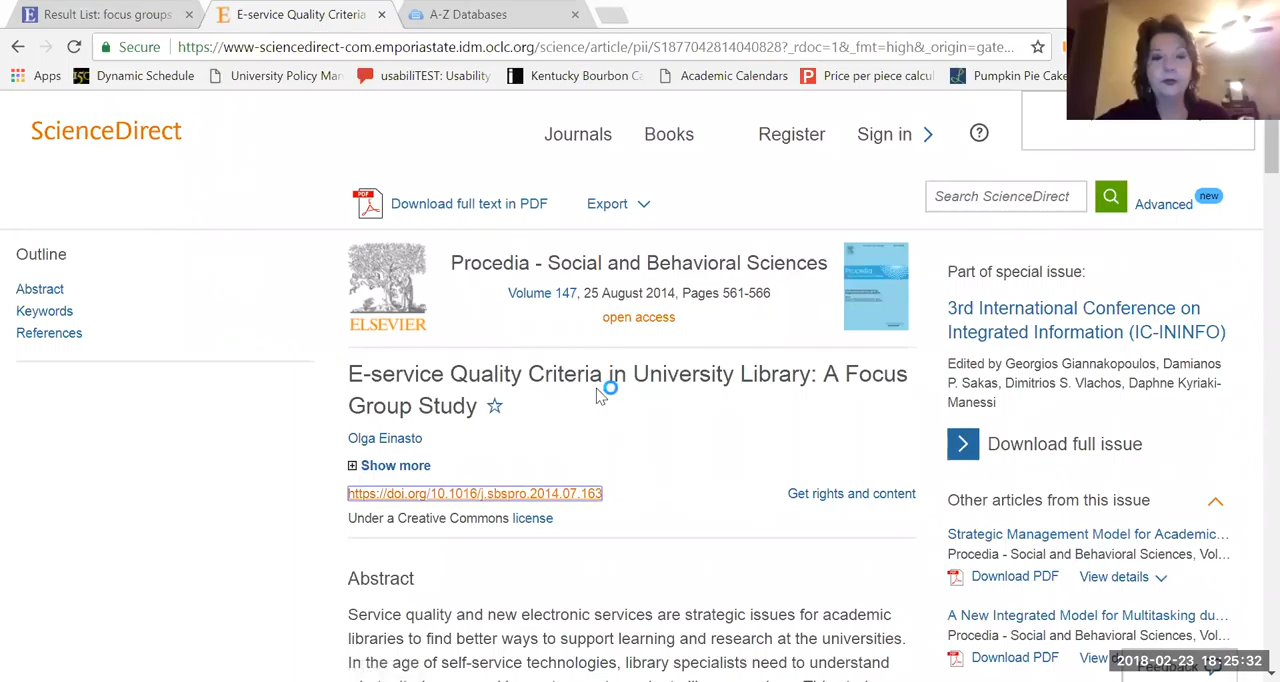 Result List: focus groups
E-service Quality Criteria
A-Z Databases
Secure
https://www-sciencedirect-com.emporiastate.idm.oclc.org/science/article/pii/S1877042814040828?_rdoc=1&_fmt=high&_origin=gate...
Apps
Dynamic Schedule
University Policy Man
usabiliTEST: Usability
Kentucky Bourbon C
Academic Calendars
Price per piece calcul
Pumpkin Pie Cake
ScienceDirect
Journals
Books
Register
Sign in
Download full text in PDF
Export
Search ScienceDirect
Advanced
new
Outline
Abstract
Keywords
References
ELSEVIER
Procedia - Social and Behavioral Sciences
Volume 147, 25 August 2014, Pages 561-566
open access
Procedia
E-service Quality Criteria in University Library: A Focus
Group Study
Olga Einasto
Show more
https://doi.org/10.1016/j.sbspro.2014.07.163
Get rights and content
Under a Creative Commons license
Abstract
Service quality and new electronic services are strategic issues for academic
libraries to find better ways to support learning and research at the universities.
In the age of self-service technologies, library specialists need to understand
Part of special issue:
3rd International Conference on
Integrated Information (IC-ININFO)
Edited by Georgios Giannakopoulos, Damianos
P. Sakas, Dimitrios S. Vlachos, Daphne Kyriaki-
Manessi
Download full issue
Other articles from this issue
Strategic Management Model for Academic...
Procedia - Social and Behavioral Sciences, Vol...
Download PDF
View details
A New Integrated Model for Multitasking du...
Procedia - Social and Behavioral Sciences, Vol...
Download PDF
View d
2018-02-23 18:25:32
Feedback